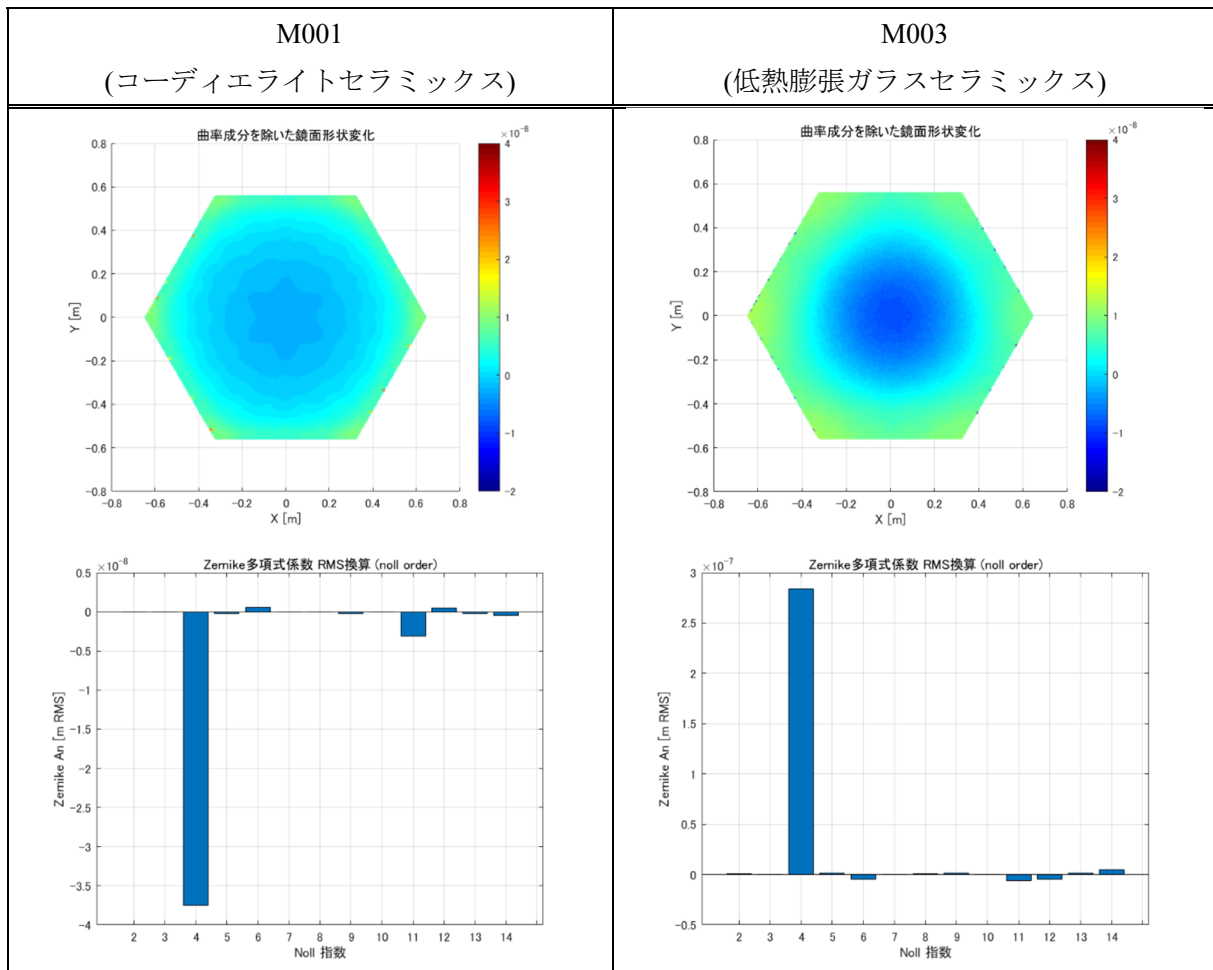 M001
(コーディエライトセラミックス)
M003
(低熱膨張ガラスセラミックス)
曲率成分を除いた鏡面形状変化
×10⁻⁸
0.8
0.6
0.4
0.2
0
-0.2
-0.4
-0.6
-0.8
Y [m]
-0.8 -0.6 -0.4 -0.2 0 0.2 0.4 0.6 0.8
X [m]
4
3
2
1
0
-1
-2
曲率成分を除いた鏡面形状変化
×10⁻⁸
0.8
0.6
0.4
0.2
0
-0.2
-0.4
-0.6
-0.8
Y [m]
-0.8 -0.6 -0.4 -0.2 0 0.2 0.4 0.6 0.8
X [m]
4
3
2
1
0
-1
-2
Zernike多項式係数 RMS換算 (noll order)
×10⁻⁸
0.5
0
-0.5
-1
-1.5
-2
-2.5
-3
-3.5
-4
Zernike An [m RMS]
2 3 4 5 6 7 8 9 10 11 12 13 14
Noll 指数
Zernike多項式係数 RMS換算 (noll order)
×10⁻⁷
3
2.5
2
1.5
1
0.5
0
-0.5
Zernike An [m RMS]
2 3 4 5 6 7 8 9 10 11 12 13 14
Noll 指数